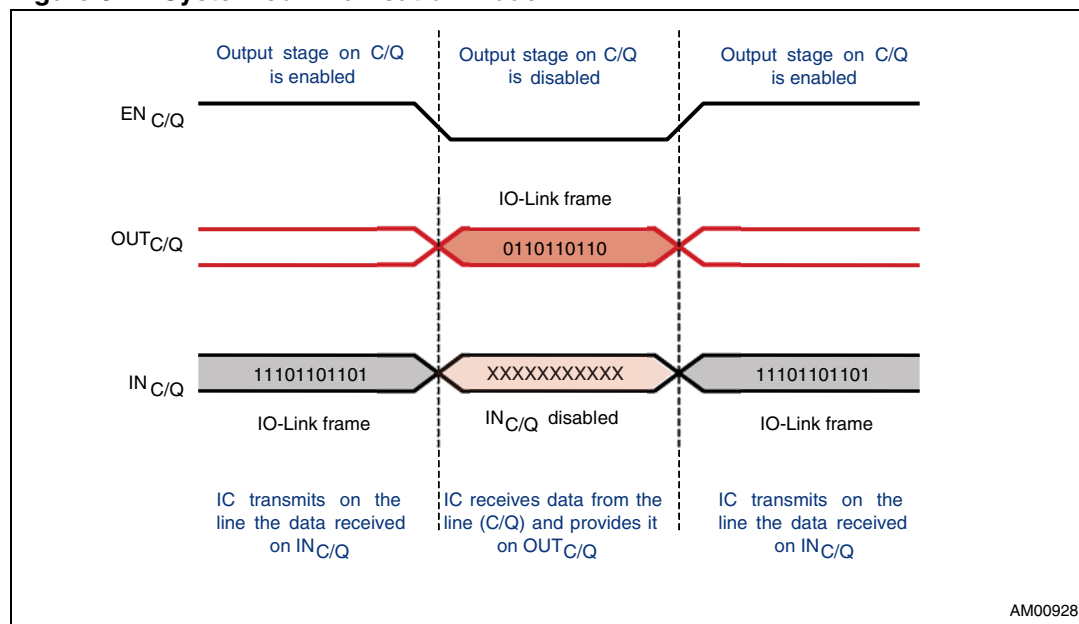 Output stage on C/Q is enabled
Output stage on C/Q is disabled
Output stage on C/Q is enabled
EN C/Q
IO-Link frame
OUTC/Q
0110110110
INC/Q
11101101101
XXXXXXXXXXX
11101101101
IO-Link frame
INC/Q disabled
IO-Link frame
IC transmits on the line the data received on INC/Q
IC receives data from the line (C/Q) and provides it on OUTC/Q
IC transmits on the line the data received on INC/Q
AM00928